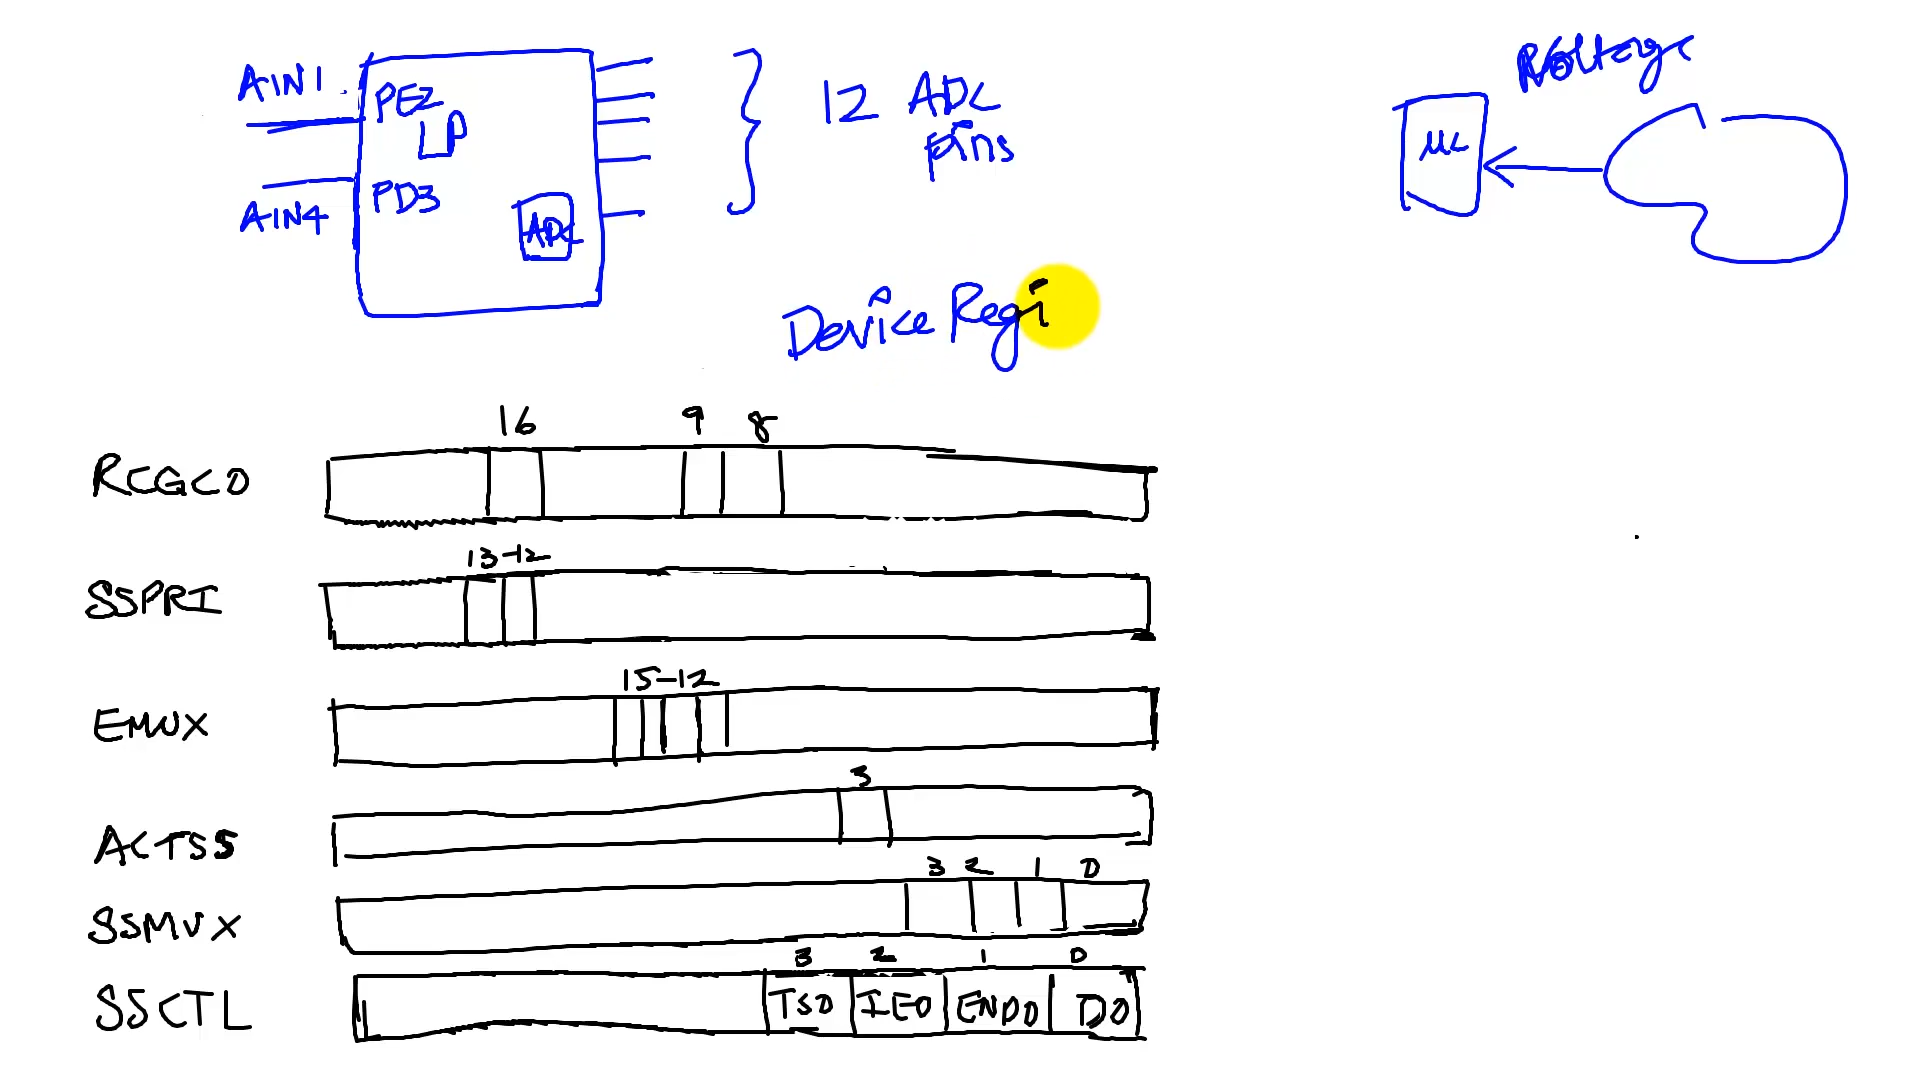 AIN1
PE2
LP
PD3
AIN4
ADC
12 ADC
pins
Voltage
μC
Device Regi
16 9 8
RCGC0
13-12
SSPRI
15-12
EMUX
3
ACTSS
3 2 1 0
SSMUX
3 2 1 0
SSCTL TS0 IE0 END0 D0